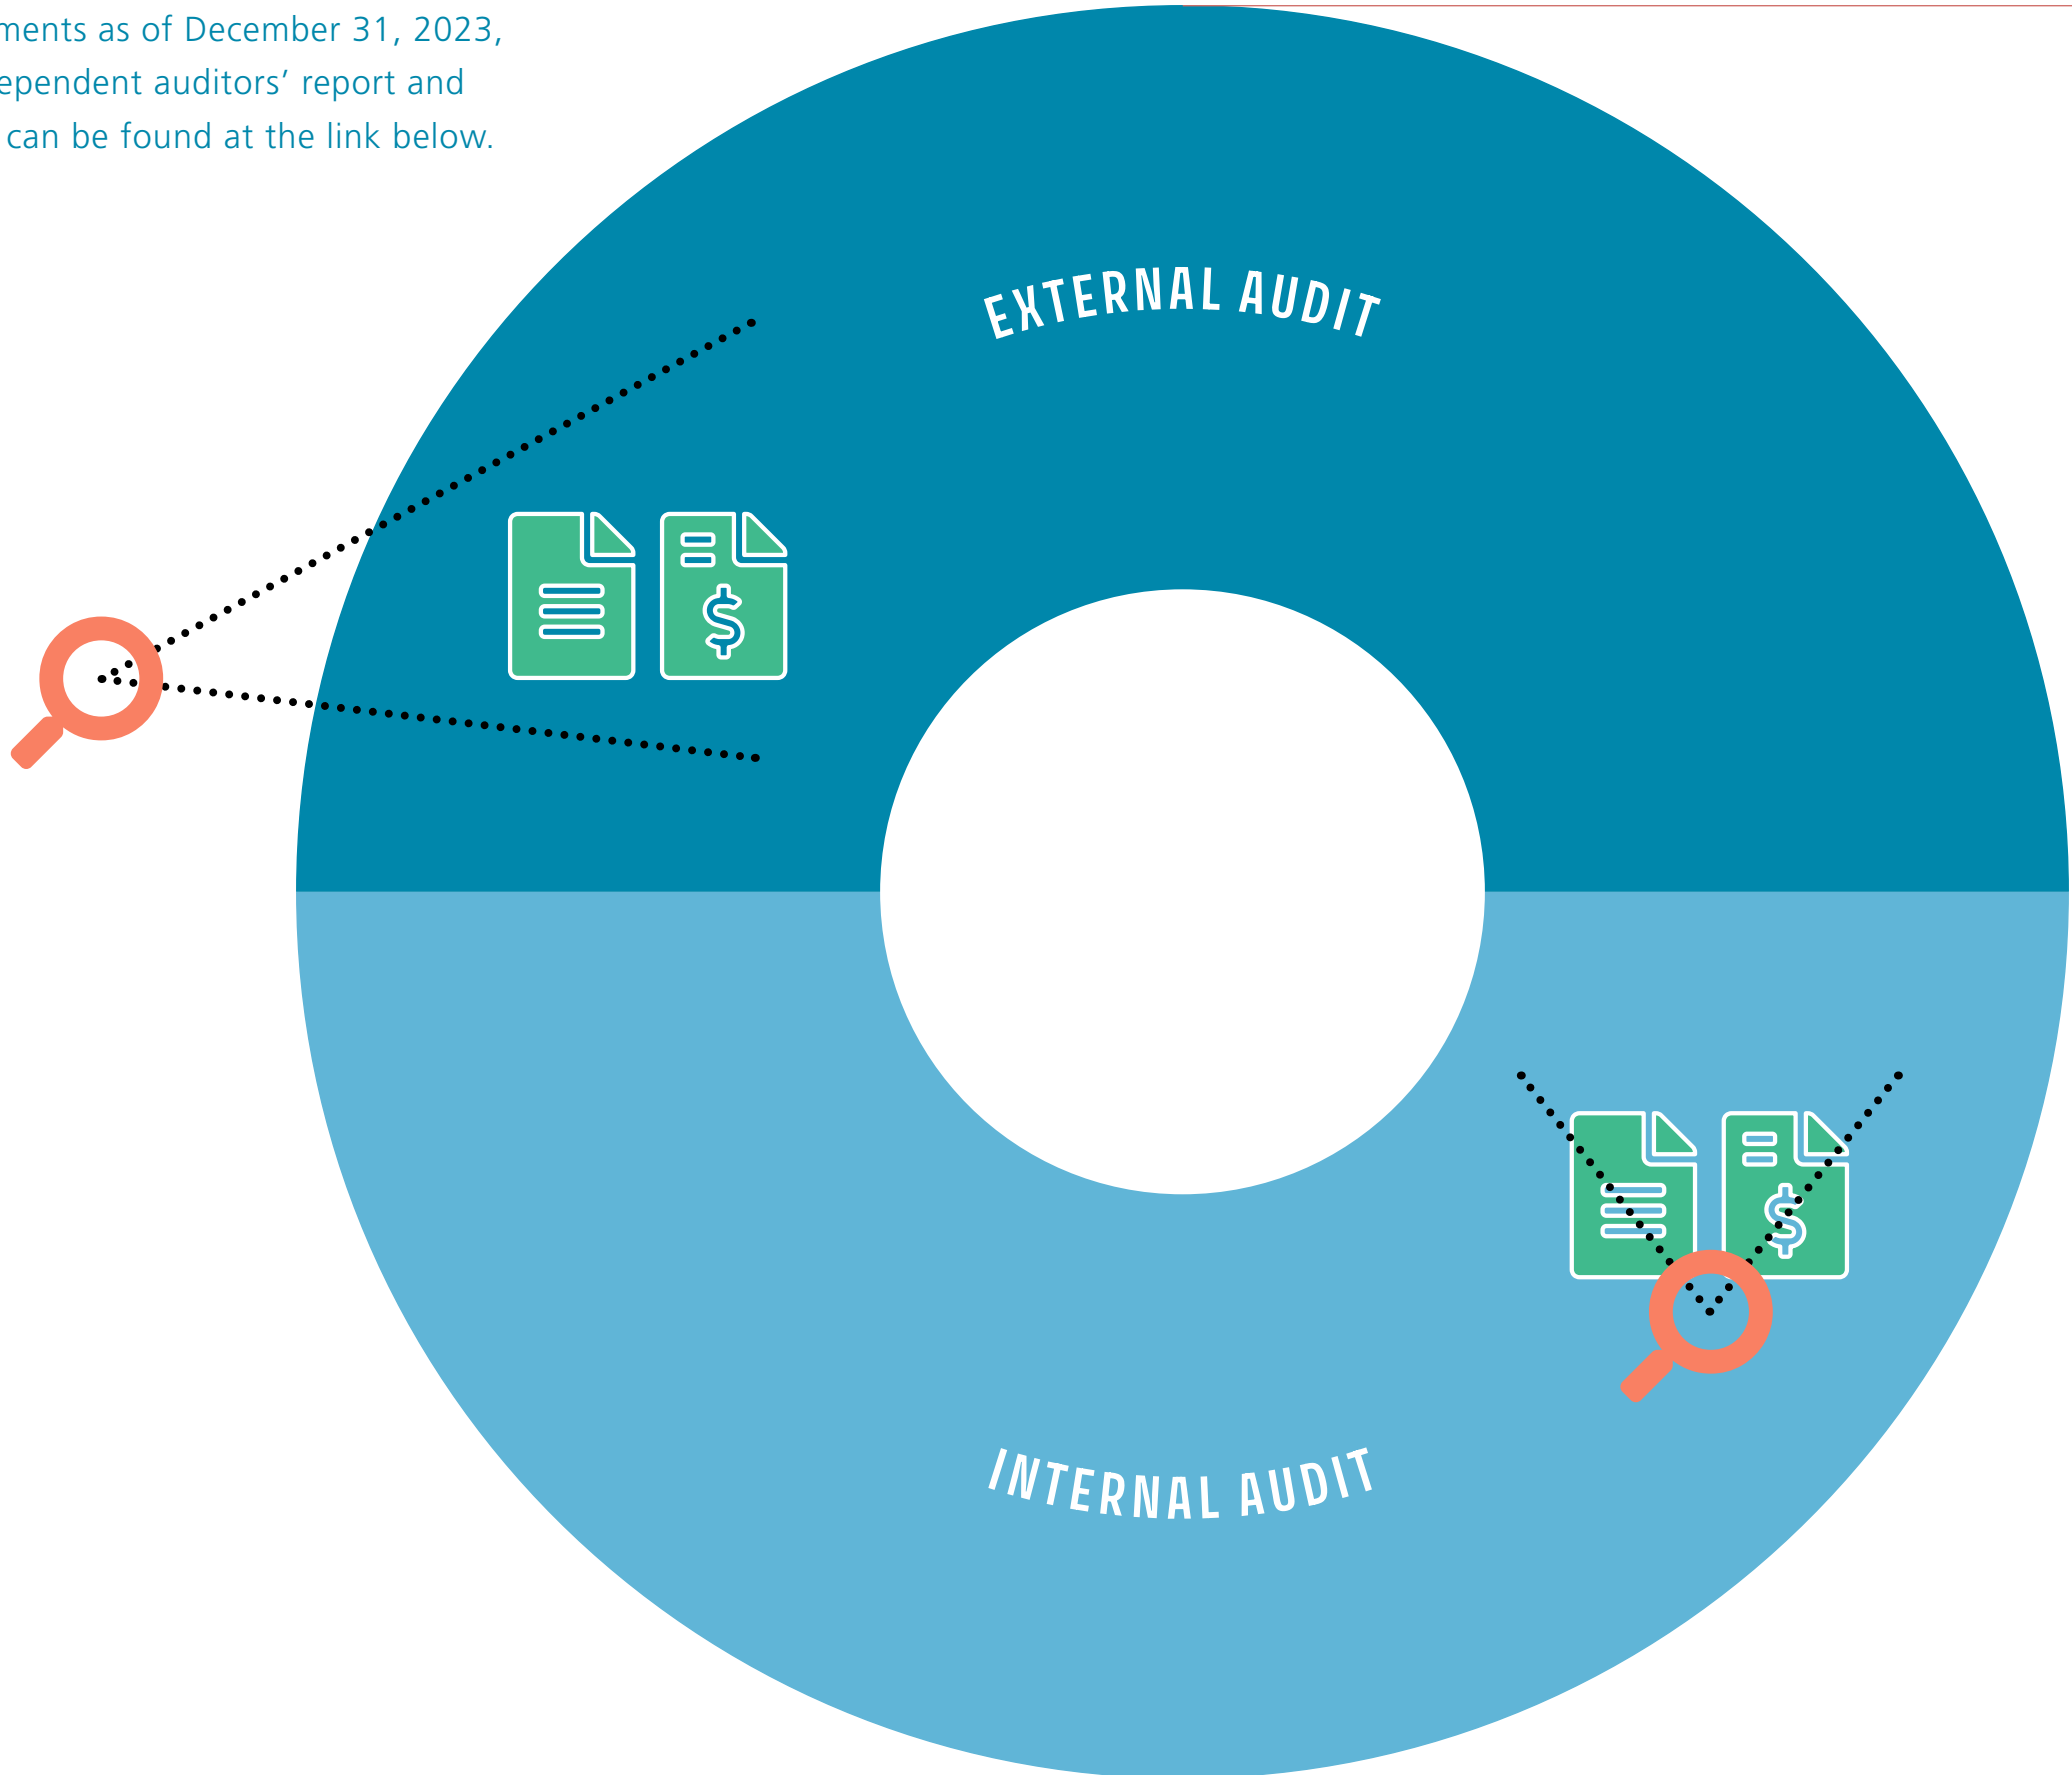 ments as of December 31, 2023,
ependent auditors’ report and
can be found at the link below.
EXTERNAL AUDIT
$
$
INTERNAL AUDIT